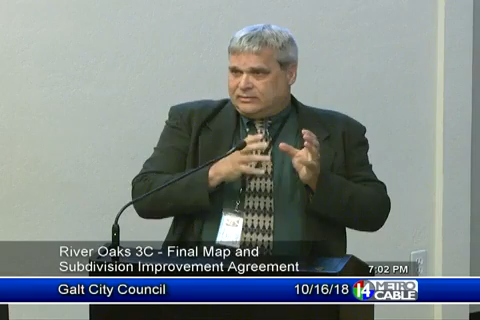 River Oaks 3C - Final Map and
Subdivision Improvement Agreement
7:02 PM
Galt City Council
10/16/18
14 METRO
CABLE